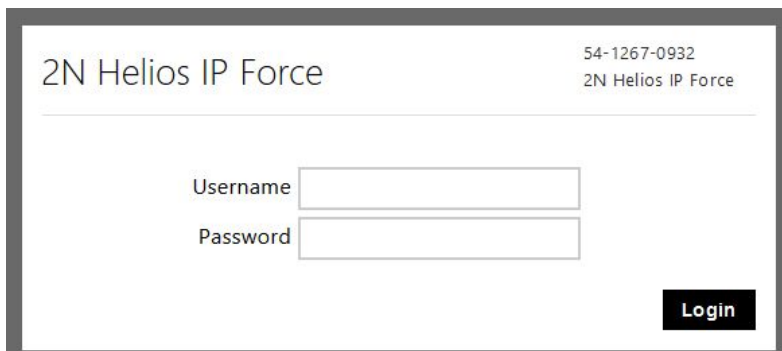 2N Helios IP Force
54-1267-0932
2N Helios IP Force
Username
Password
Login